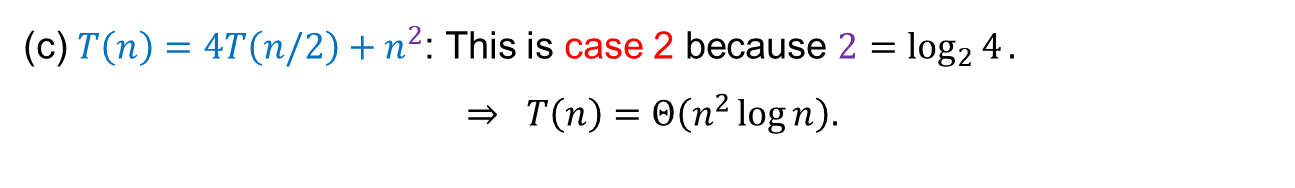 (c) T(n) = 4T(n/2) + n²: This is case 2 because 2 = log₂ 4.
⇒ T(n) = Θ(n² log n).